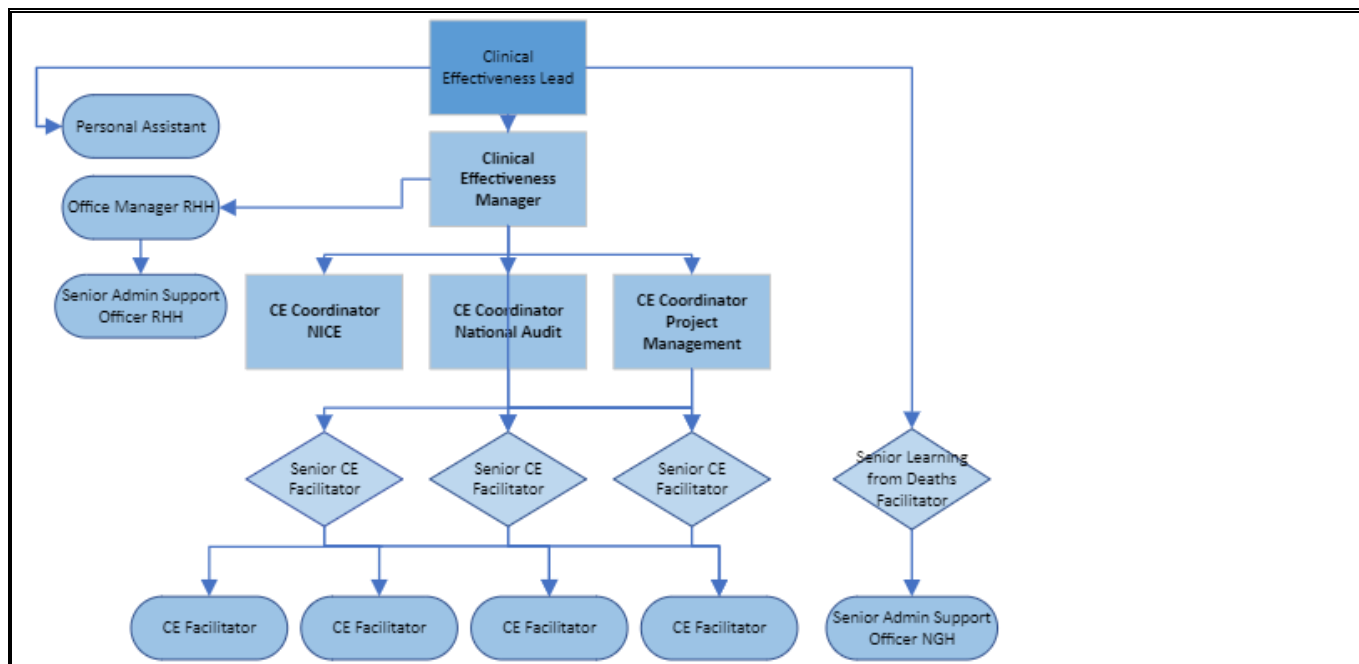 Clinical
Effectiveness Lead
Personal Assistant
Clinical
Effectiveness
Manager
Office Manager RHH
Senior Admin Support
Officer RHH
CE Coordinator
NICE
CE Coordinator
National Audit
CE Coordinator
Project
Management
Senior CE
Facilitator
Senior CE
Facilitator
Senior CE
Facilitator
Senior Learning
from Deaths
Facilitator
CE Facilitator
CE Facilitator
CE Facilitator
CE Facilitator
Senior Admin Support
Officer NGH